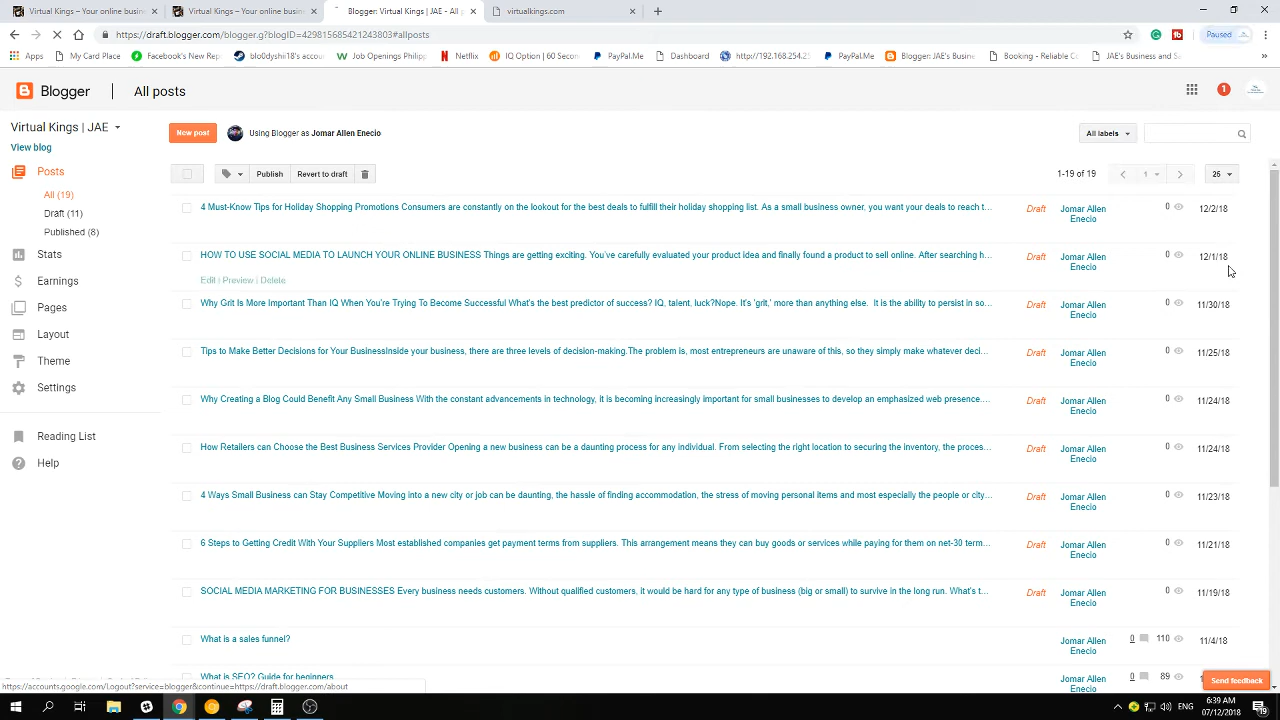 Virtual Kings - Your online busin
Virtual Kings - Your online busin
Blogger: Virtual Kings | JAE - All p
virtualkings.com
https://draft.blogger.com/blogger.g?blogID=429815685421243803#allposts
Paused
Apps
My Card Place
Facebook's New Rep
bl00dyshii18's accou
Job Openings Philipp
Netflix
IQ Option | 60 Secon
PayPal.Me
Dashboard
http://192.168.254.25
PayPal.Me
Blogger: JAE's Busine
Booking - Reliable Co
JAE's Business and S
Blogger
All posts
1
Virtual Kings | JAE
View blog
New post
Using Blogger as Jomar Allen Enecio
All labels
Posts
All (19)
Draft (11)
Published (8)
Stats
Earnings
Pages
Layout
Theme
Settings
Reading List
Help
Publish
Revert to draft
1-19 of 19
1
25
4 Must-Know Tips for Holiday Shopping Promotions Consumers are constantly on the lookout for the best deals to fulfill their holiday shopping list. As a small business owner, you want your deals to reach t...
Draft
Jomar Allen
Enecio
0
12/2/18
HOW TO USE SOCIAL MEDIA TO LAUNCH YOUR ONLINE BUSINESS Things are getting exciting. You've carefully evaluated your product idea and finally found a product to sell online. After searching h...
Edit | Preview | Delete
Draft
Jomar Allen
Enecio
0
12/1/18
Why Grit Is More Important Than IQ When You're Trying To Become Successful What's the best predictor of success? IQ, talent, luck?Nope. It's 'grit,' more than anything else. It is the ability to persist in so...
Draft
Jomar Allen
Enecio
0
11/30/18
Tips to Make Better Decisions for Your BusinessInside your business, there are three levels of decision-making.The problem is, most entrepreneurs are unaware of this, so they simply make whatever deci...
Draft
Jomar Allen
Enecio
0
11/25/18
Why Creating a Blog Could Benefit Any Small Business With the constant advancements in technology, it is becoming increasingly important for small businesses to develop an emphasized web presence....
Draft
Jomar Allen
Enecio
0
11/24/18
How Retailers can Choose the Best Business Services Provider Opening a new business can be a daunting process for any individual. From selecting the right location to securing the inventory, the proces...
Draft
Jomar Allen
Enecio
0
11/24/18
4 Ways Small Business can Stay Competitive Moving into a new city or job can be daunting, the hassle of finding accommodation, the stress of moving personal items and most especially the people or city...
Draft
Jomar Allen
Enecio
0
11/23/18
6 Steps to Getting Credit With Your Suppliers Most established companies get payment terms from suppliers. This arrangement means they can buy goods or services while paying for them on net-30 term...
Draft
Jomar Allen
Enecio
0
11/21/18
SOCIAL MEDIA MARKETING FOR BUSINESSES Every business needs customers. Without qualified customers, it would be hard for any type of business (big or small) to survive in the long run. What's t...
Draft
Jomar Allen
Enecio
0
11/19/18
What is a sales funnel?
Jomar Allen
Enecio
0
110
11/4/18
What is SEO? Guide for beginners
Jomar Allen
Enecio
0
89
Send feedback
https://accounts.google.com/Logout?service=blogger&continue=https://draft.blogger.com/about
ENG
6:39 AM
07/12/2018